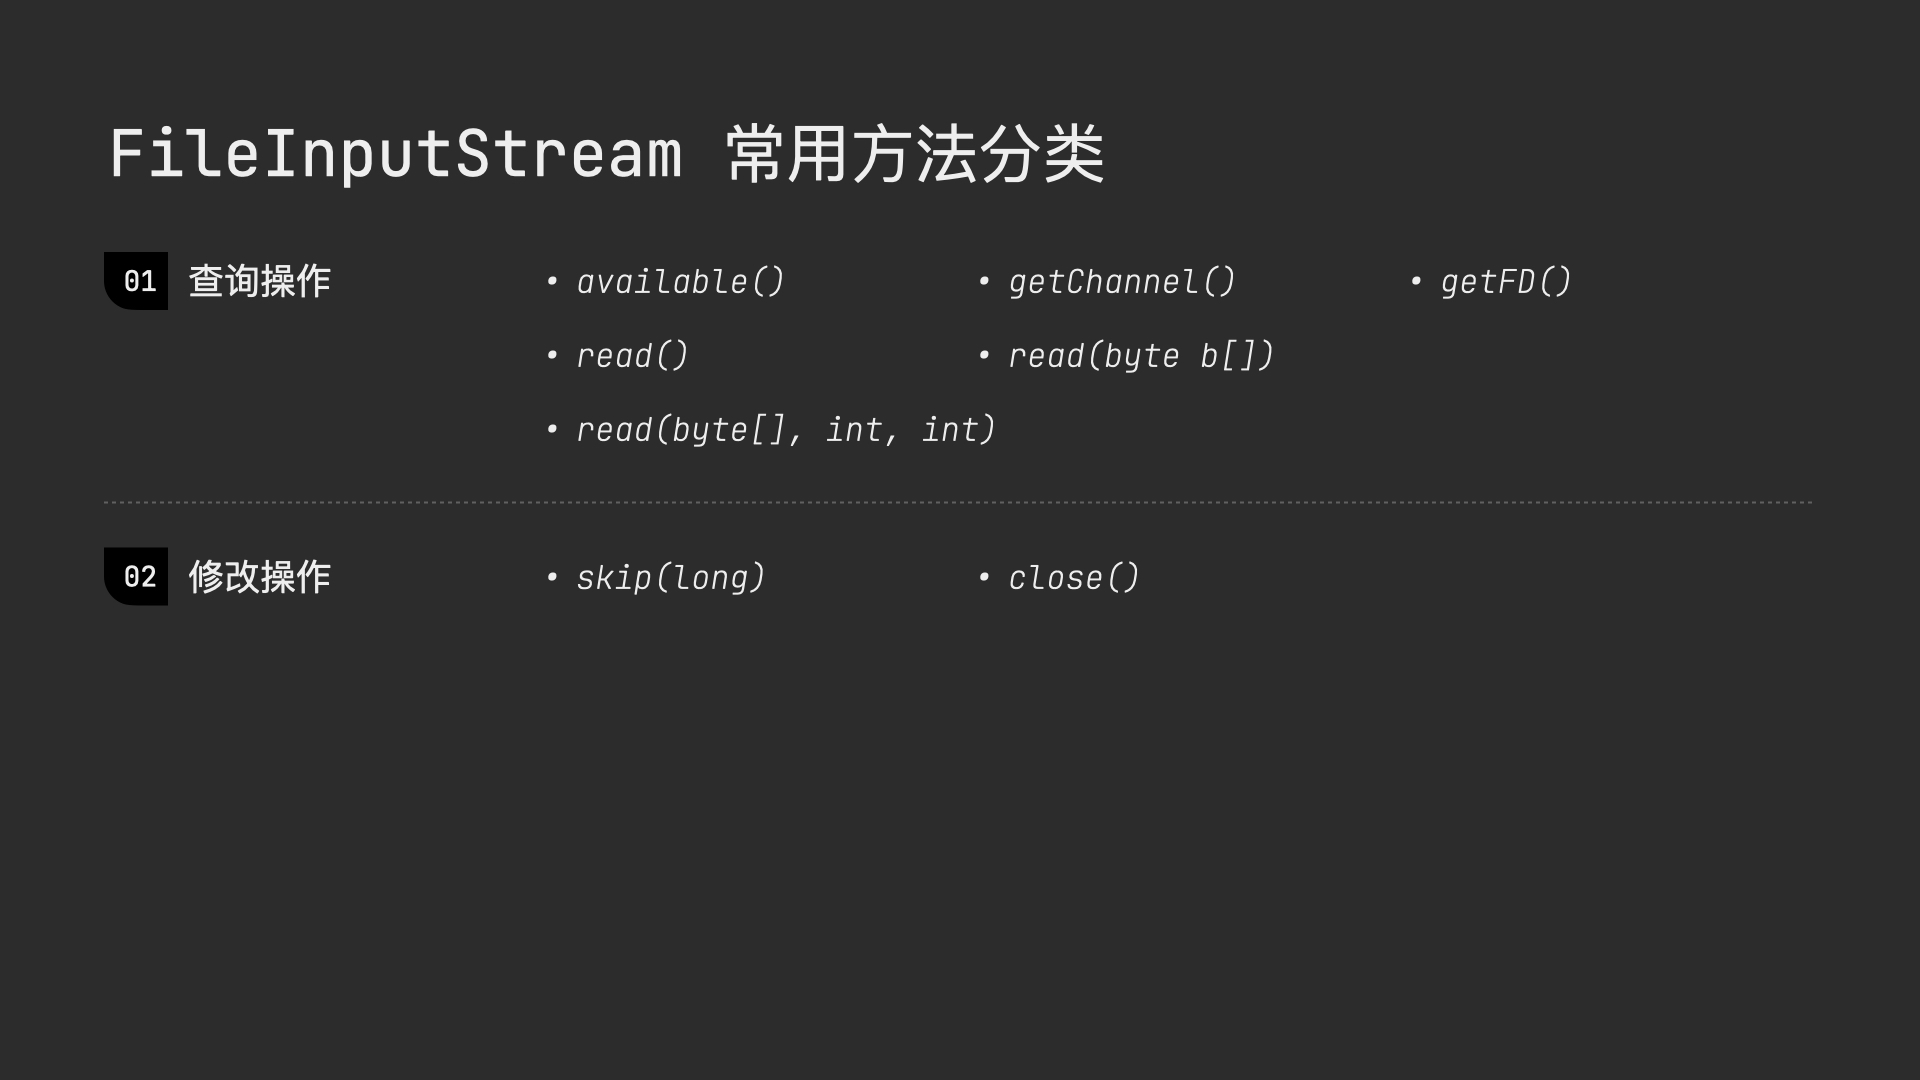 FileInputStream 常用方法分类
01 查询操作
• available() • getChannel() • getFD()
• read() • read(byte b[])
• read(byte[], int, int)
02 修改操作
• skip(long) • close()